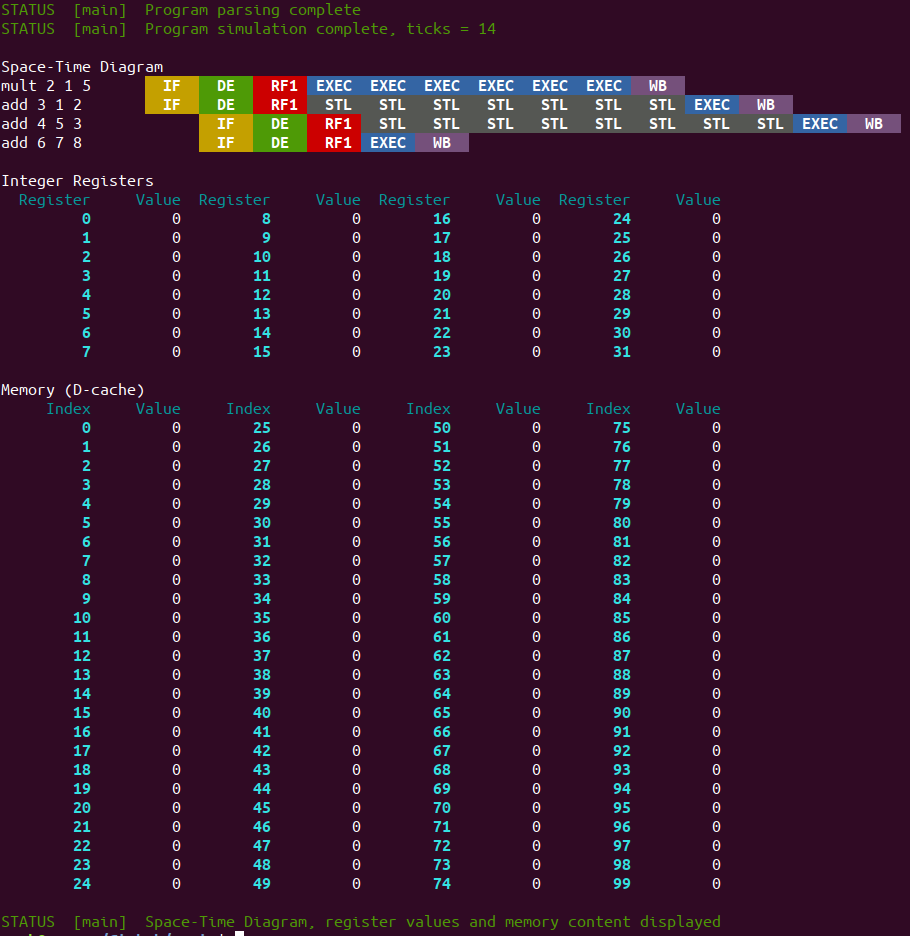 STATUS  [main]  Program parsing complete
STATUS  [main]  Program simulation complete, ticks = 14
Space-Time Diagram
mult 2 1 5 IF DE RF1 EXEC EXEC EXEC EXEC EXEC EXEC WB
add 3 1 2 IF DE RF1 STL STL STL STL STL STL STL EXEC WB
add 4 5 3 IF DE RF1 STL STL STL STL STL STL STL STL EXEC WB
add 6 7 8 IF DE RF1 EXEC WB
Integer Registers
Register Value Register Value Register Value Register Value
0 0 8 0 16 0 24 0
1 0 9 0 17 0 25 0
2 0 10 0 18 0 26 0
3 0 11 0 19 0 27 0
4 0 12 0 20 0 28 0
5 0 13 0 21 0 29 0
6 0 14 0 22 0 30 0
7 0 15 0 23 0 31 0
Memory (D-cache)
Index Value Index Value Index Value Index Value
0 0 25 0 50 0 75 0
1 0 26 0 51 0 76 0
2 0 27 0 52 0 77 0
3 0 28 0 53 0 78 0
4 0 29 0 54 0 79 0
5 0 30 0 55 0 80 0
6 0 31 0 56 0 81 0
7 0 32 0 57 0 82 0
8 0 33 0 58 0 83 0
9 0 34 0 59 0 84 0
10 0 35 0 60 0 85 0
11 0 36 0 61 0 86 0
12 0 37 0 62 0 87 0
13 0 38 0 63 0 88 0
14 0 39 0 64 0 89 0
15 0 40 0 65 0 90 0
16 0 41 0 66 0 91 0
17 0 42 0 67 0 92 0
18 0 43 0 68 0 93 0
19 0 44 0 69 0 94 0
20 0 45 0 70 0 95 0
21 0 46 0 71 0 96 0
22 0 47 0 72 0 97 0
23 0 48 0 73 0 98 0
24 0 49 0 74 0 99 0
STATUS  [main]  Space-Time Diagram, register values and memory content displayed